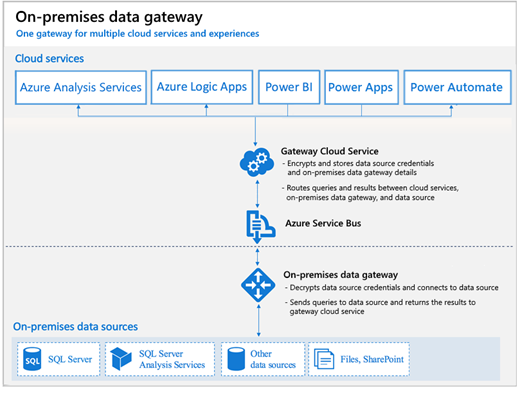 On-premises data gateway
One gateway for multiple cloud services and experiences
Cloud services
Azure Analysis Services
Azure Logic Apps
Power BI
Power Apps
Power Automate
Gateway Cloud Service
- Encrypts and stores data source credentials
and on-premises data gateway details
- Routes queries and results between cloud services,
on-premises data gateway, and data source
Azure Service Bus
On-premises data gateway
- Decrypts data source credentials and connects to data source
- Sends queries to data source and returns the results to
gateway cloud service
On-premises data sources
SQL
SQL Server
SQL Server
Analysis Services
Other
data sources
Files, SharePoint